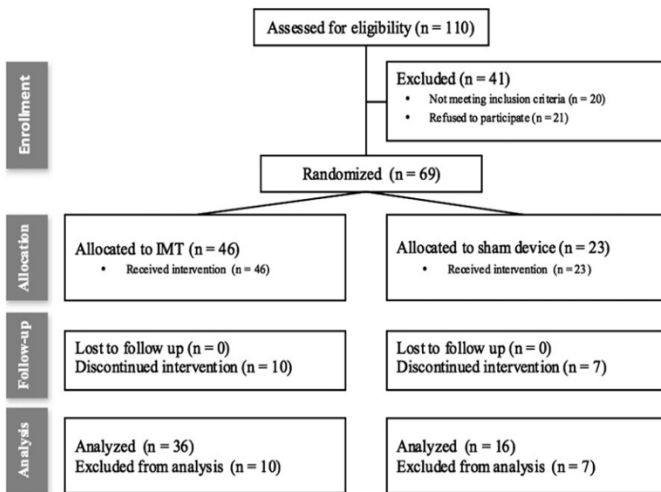 Assessed for eligibility (n = 110)
Enrollment
Excluded (n = 41)
• Not meeting inclusion criteria (n = 20)
• Refused to participate (n = 21)
Randomized (n = 69)
Allocation
Allocated to IMT (n = 46)
• Received intervention (n = 46)
Allocated to sham device (n = 23)
• Received intervention (n = 23)
Follow-up
Lost to follow up (n = 0)
Discontinued intervention (n = 10)
Lost to follow up (n = 0)
Discontinued intervention (n = 7)
Analysis
Analyzed (n = 36)
Excluded from analysis (n = 10)
Analyzed (n = 16)
Excluded from analysis (n = 7)